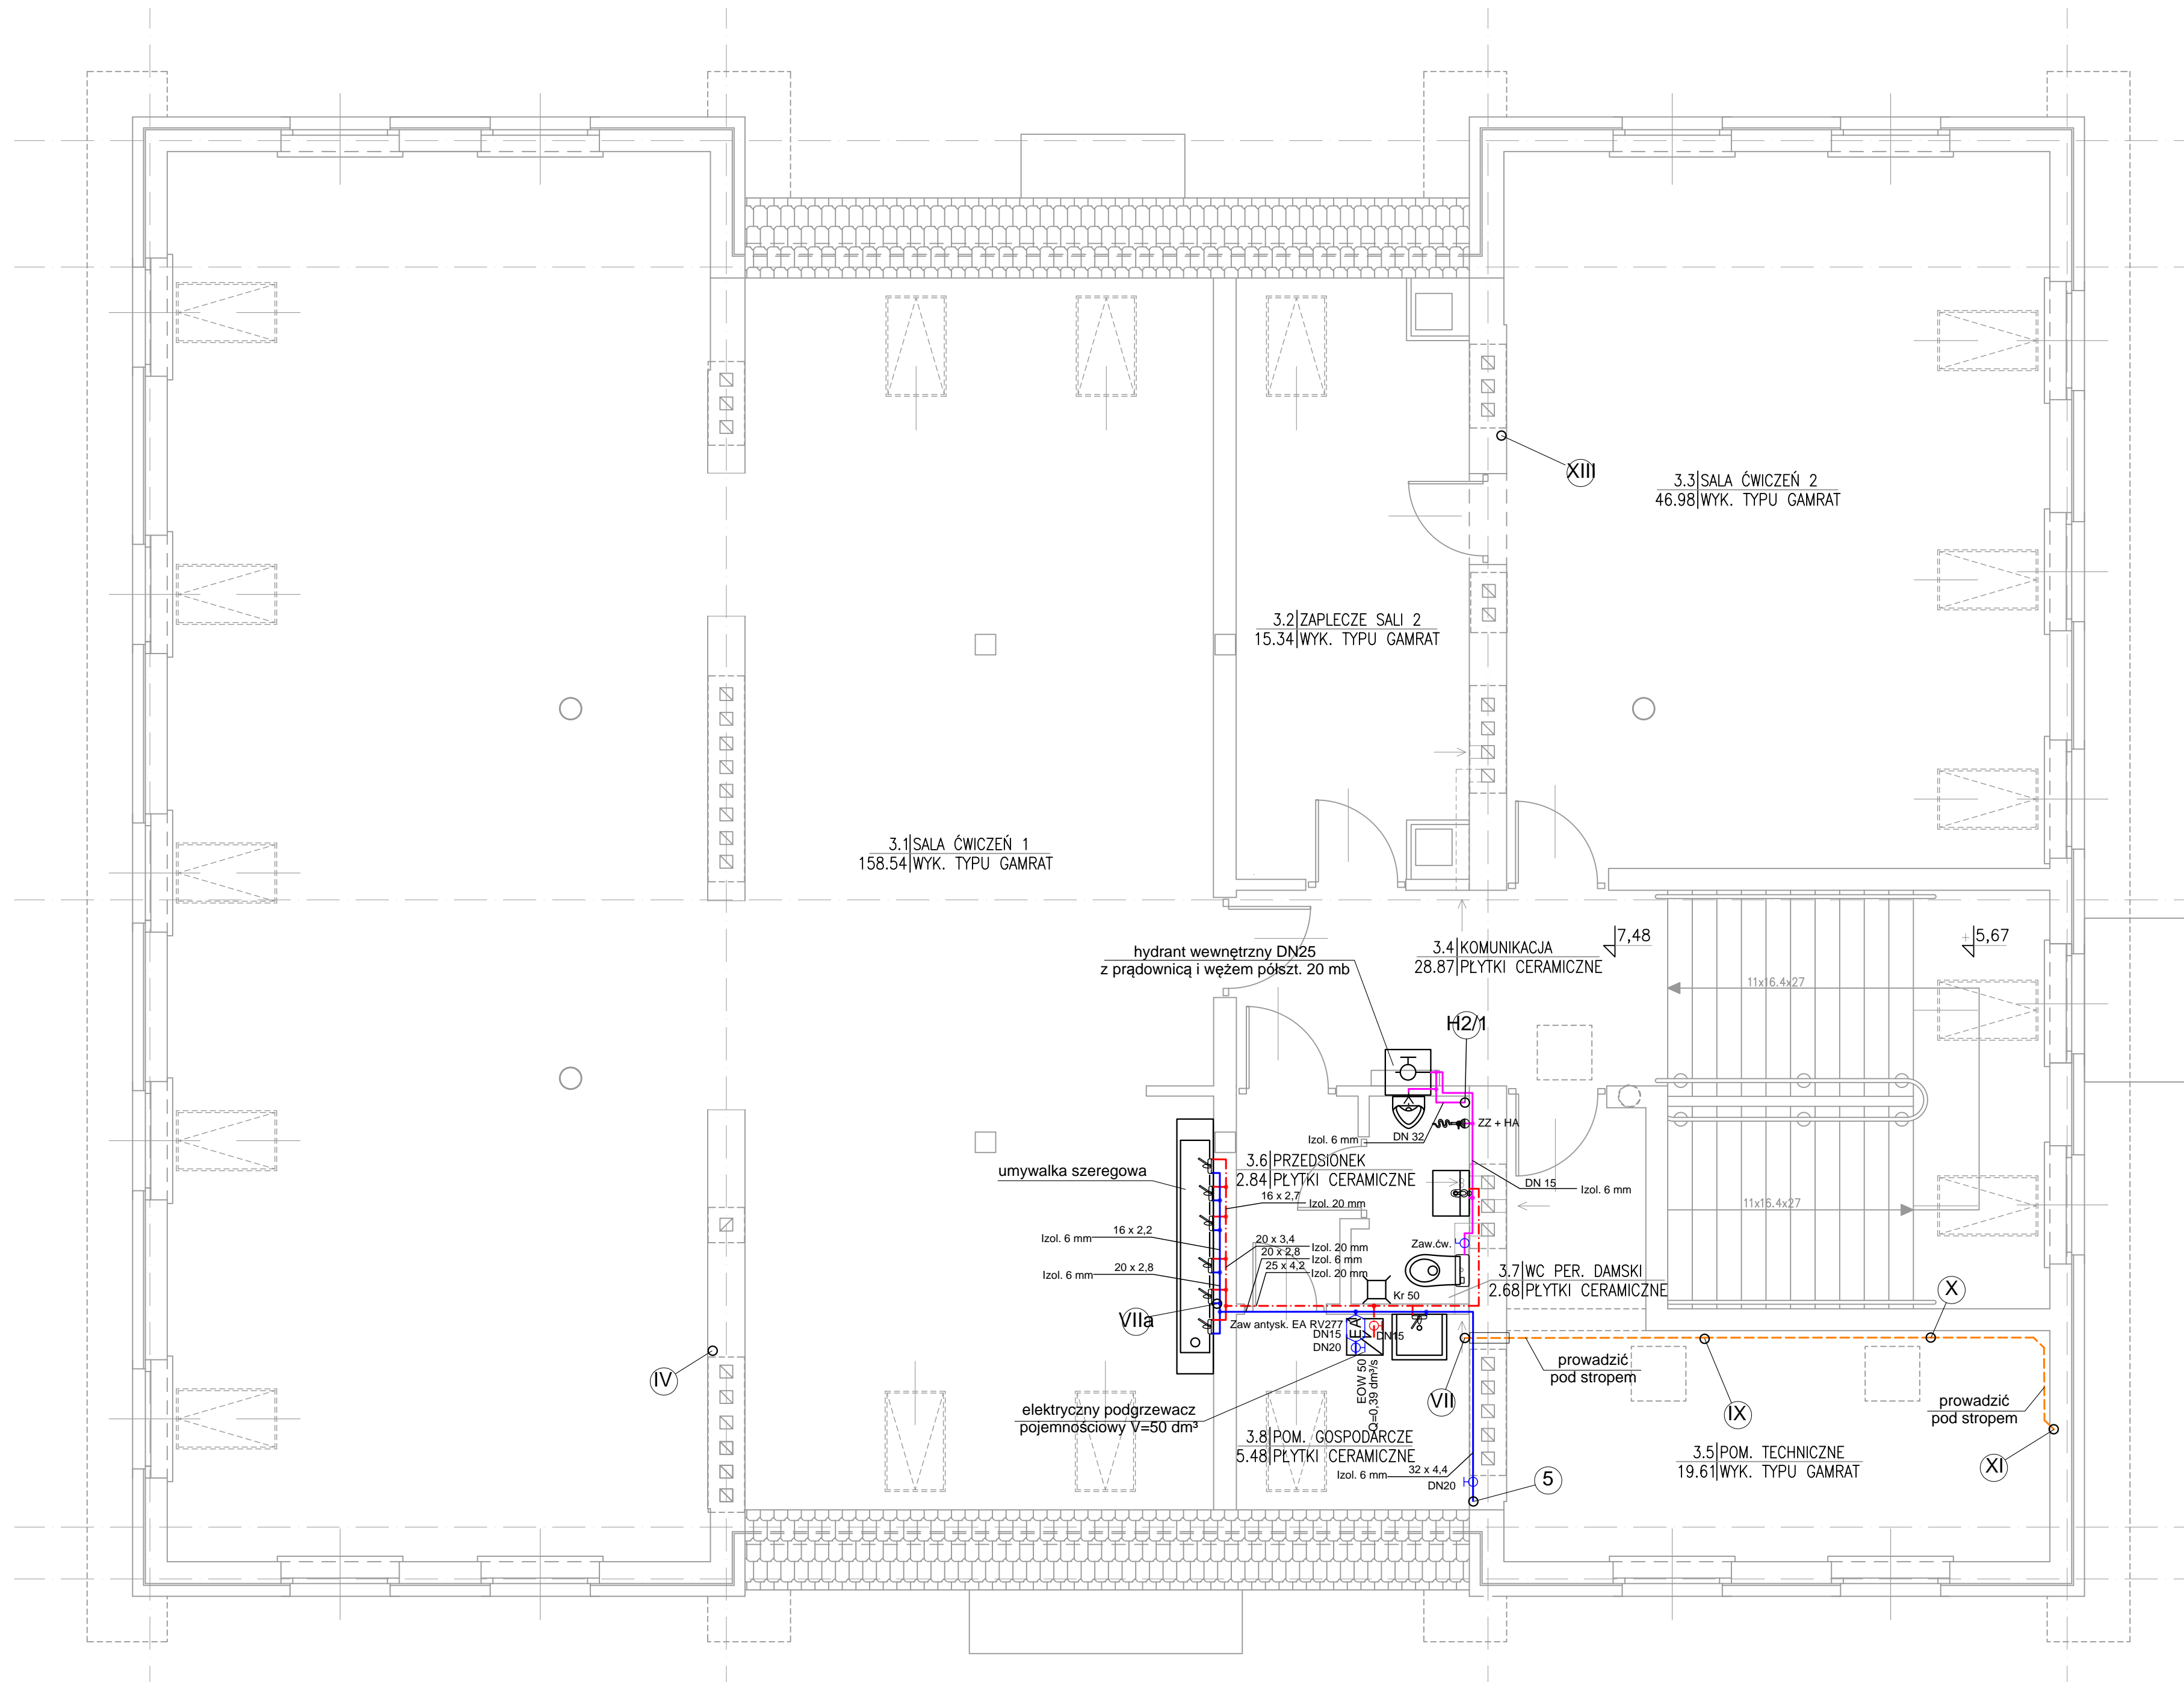 XIII
3.3 SALA ĆWICZEŃ 2
46.98 WYK. TYPU GAMRAT
3.2 ZAPLECZE SALI 2
15.34 WYK. TYPU GAMRAT
3.1 SALA ĆWICZEŃ 1
158.54 WYK. TYPU GAMRAT
hydrant wewnętrzny DN25
z prądownicą i wężem półszt. 20 mb
3.4 KOMUNIKACJA
28.87 PŁYTKI CERAMICZNE
7,48
5,67
11x16.4x27
H2/1
ZZ + HA
DN 32
Izol. 6 mm
3.6 PRZEDSIONEK
2.84 PŁYTKI CERAMICZNE
umywalka szeregowa
DN 15
Izol. 6 mm
16 x 2,7
Izol. 20 mm
11x16.4x27
16 x 2,2
Izol. 6 mm
20 x 3,4
Izol. 20 mm
20 x 2,8
Izol. 6 mm
25 x 4,2
Izol. 20 mm
Zaw.ćw.
20 x 2,8
Izol. 6 mm
3.7 WC PER. DAMSKI
2.68 PŁYTKI CERAMICZNE
Kr 50
X
VIIa
Zaw antysk. EA RV277
EA
DN15
DN15
DN20
prowadzić
pod stropem
IV
EOW 50
Q=0,39 dm³/s
VII
IX
prowadzić
pod stropem
elektryczny podgrzewacz
pojemnościowy V=50 dm³
3.8 POM. GOSPODARCZE
5.48 PŁYTKI CERAMICZNE
3.5 POM. TECHNICZNE
19.61 WYK. TYPU GAMRAT
XI
32 x 4,4
Izol. 6 mm
DN20
5